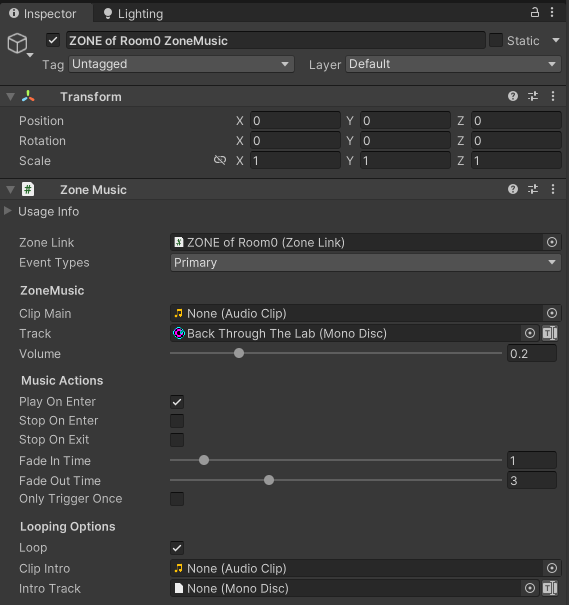 Inspector Lighting
ZONE of Room0 ZoneMusic Static
Tag Untagged Layer Default
Transform
Position X 0 Y 0 Z 0
Rotation X 0 Y 0 Z 0
Scale X 1 Y 1 Z 1
# Zone Music
Usage Info
Zone Link ZONE of Room0 (Zone Link)
Event Types Primary
ZoneMusic
Clip Main None (Audio Clip)
Track Back Through The Lab (Mono Disc)
Volume 0.2
Music Actions
Play On Enter
Stop On Enter
Stop On Exit
Fade In Time 1
Fade Out Time 3
Only Trigger Once
Looping Options
Loop
Clip Intro None (Audio Clip)
Intro Track None (Mono Disc)